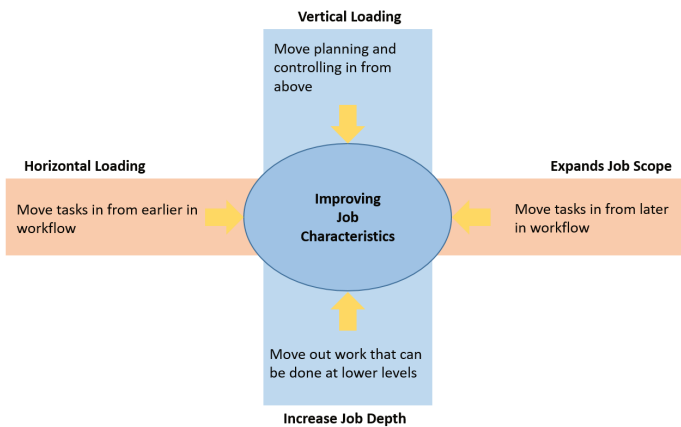 Vertical Loading
Move planning and
controlling in from
above
Horizontal Loading
Expands Job Scope
Move tasks in from earlier in
workflow
Improving
Job
Characteristics
Move tasks in from later
in workflow
Move out work that can
be done at lower levels
Increase Job Depth